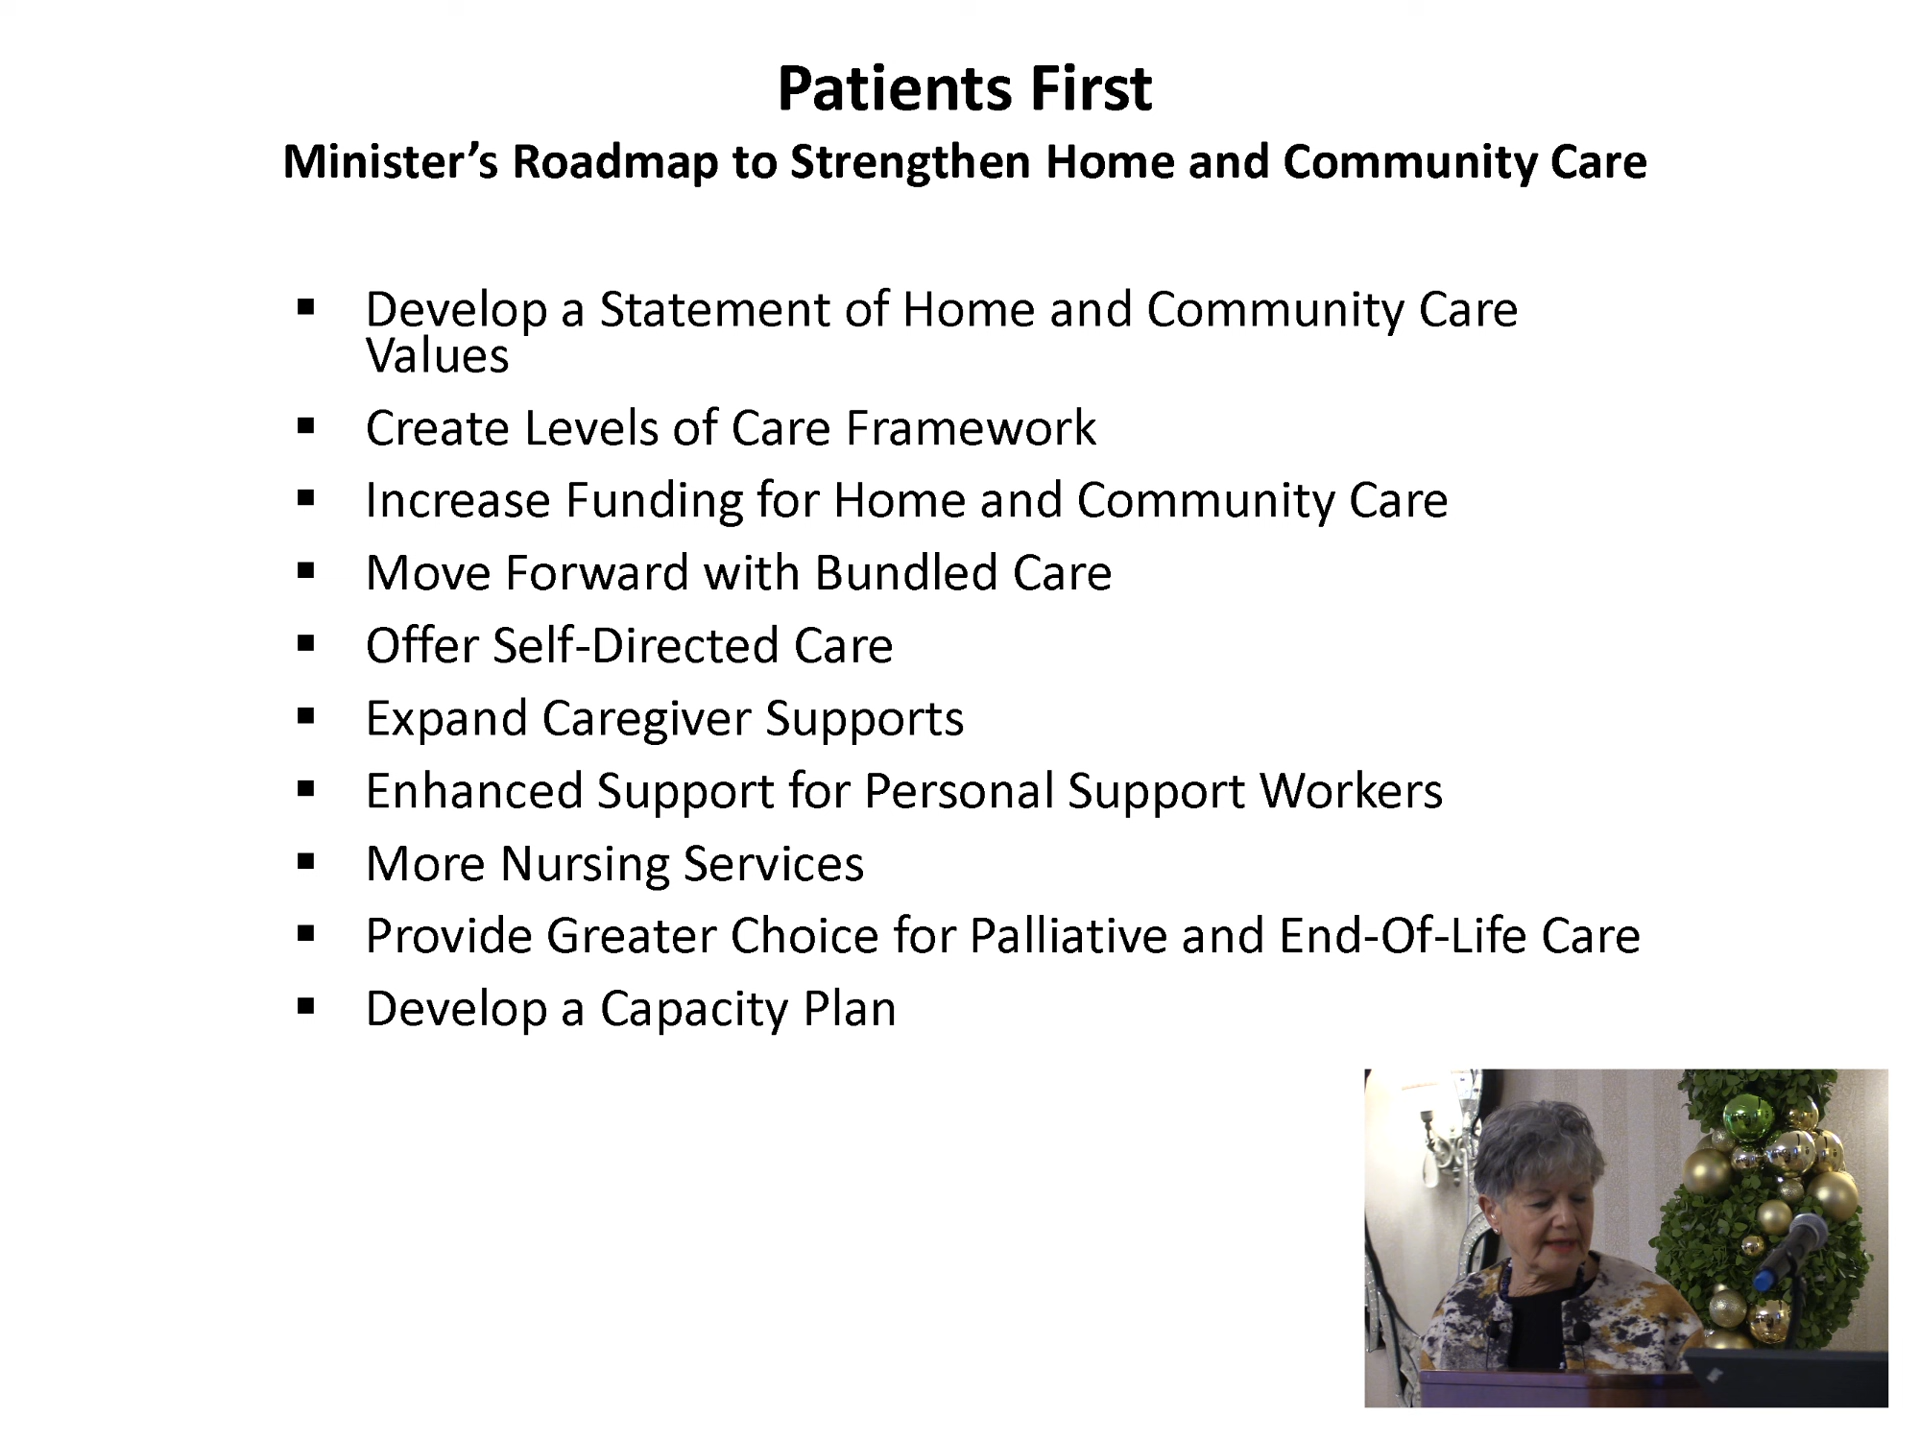 Patients First
Minister’s Roadmap to Strengthen Home and Community Care
▪ Develop a Statement of Home and Community Care
Values
▪ Create Levels of Care Framework
▪ Increase Funding for Home and Community Care
▪ Move Forward with Bundled Care
▪ Offer Self-Directed Care
▪ Expand Caregiver Supports
▪ Enhanced Support for Personal Support Workers
▪ More Nursing Services
▪ Provide Greater Choice for Palliative and End-Of-Life Care
▪ Develop a Capacity Plan